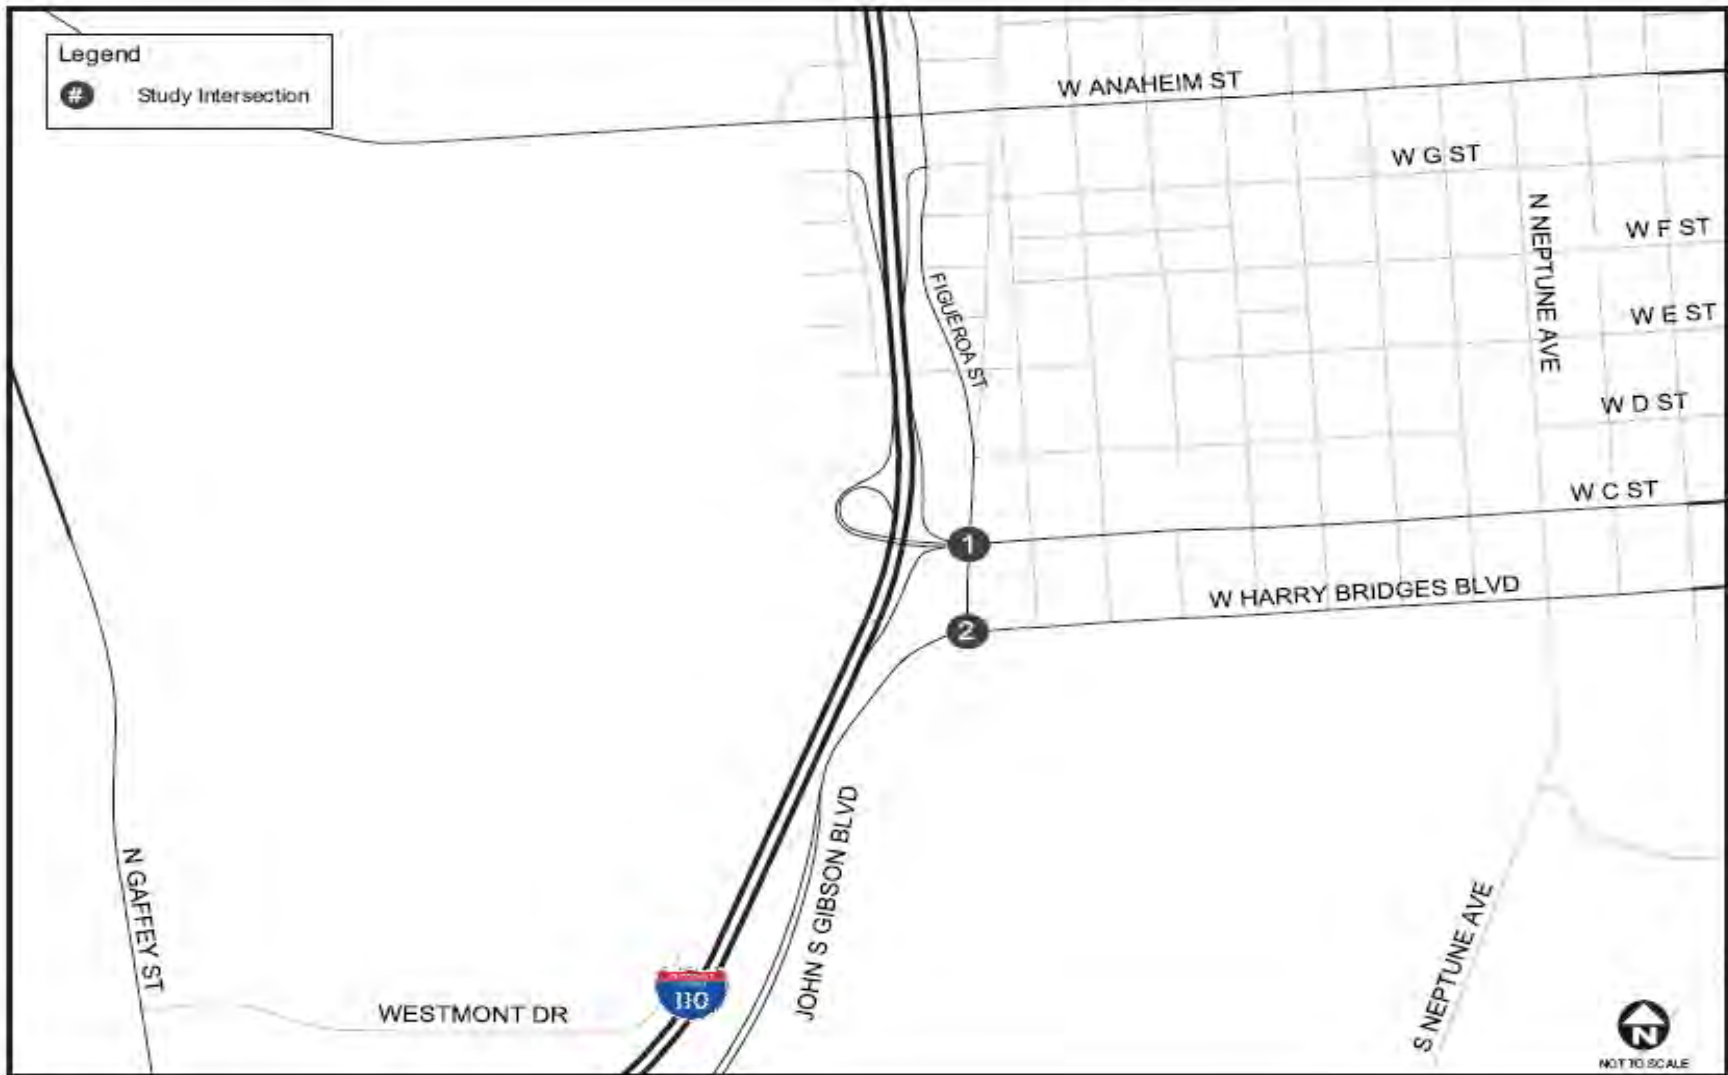 Legend
# Study Intersection
W ANAHEIM ST
W G ST
N NEPTUNE AVE
W F ST
FIGUEROA ST
W E ST
W D ST
W C ST
1
W HARRY BRIDGES BLVD
2
JOHN S GIBSON BLVD
N GAFFEY ST
S NEPTUNE AVE
110
WESTMONT DR
N
NOT TO SCALE